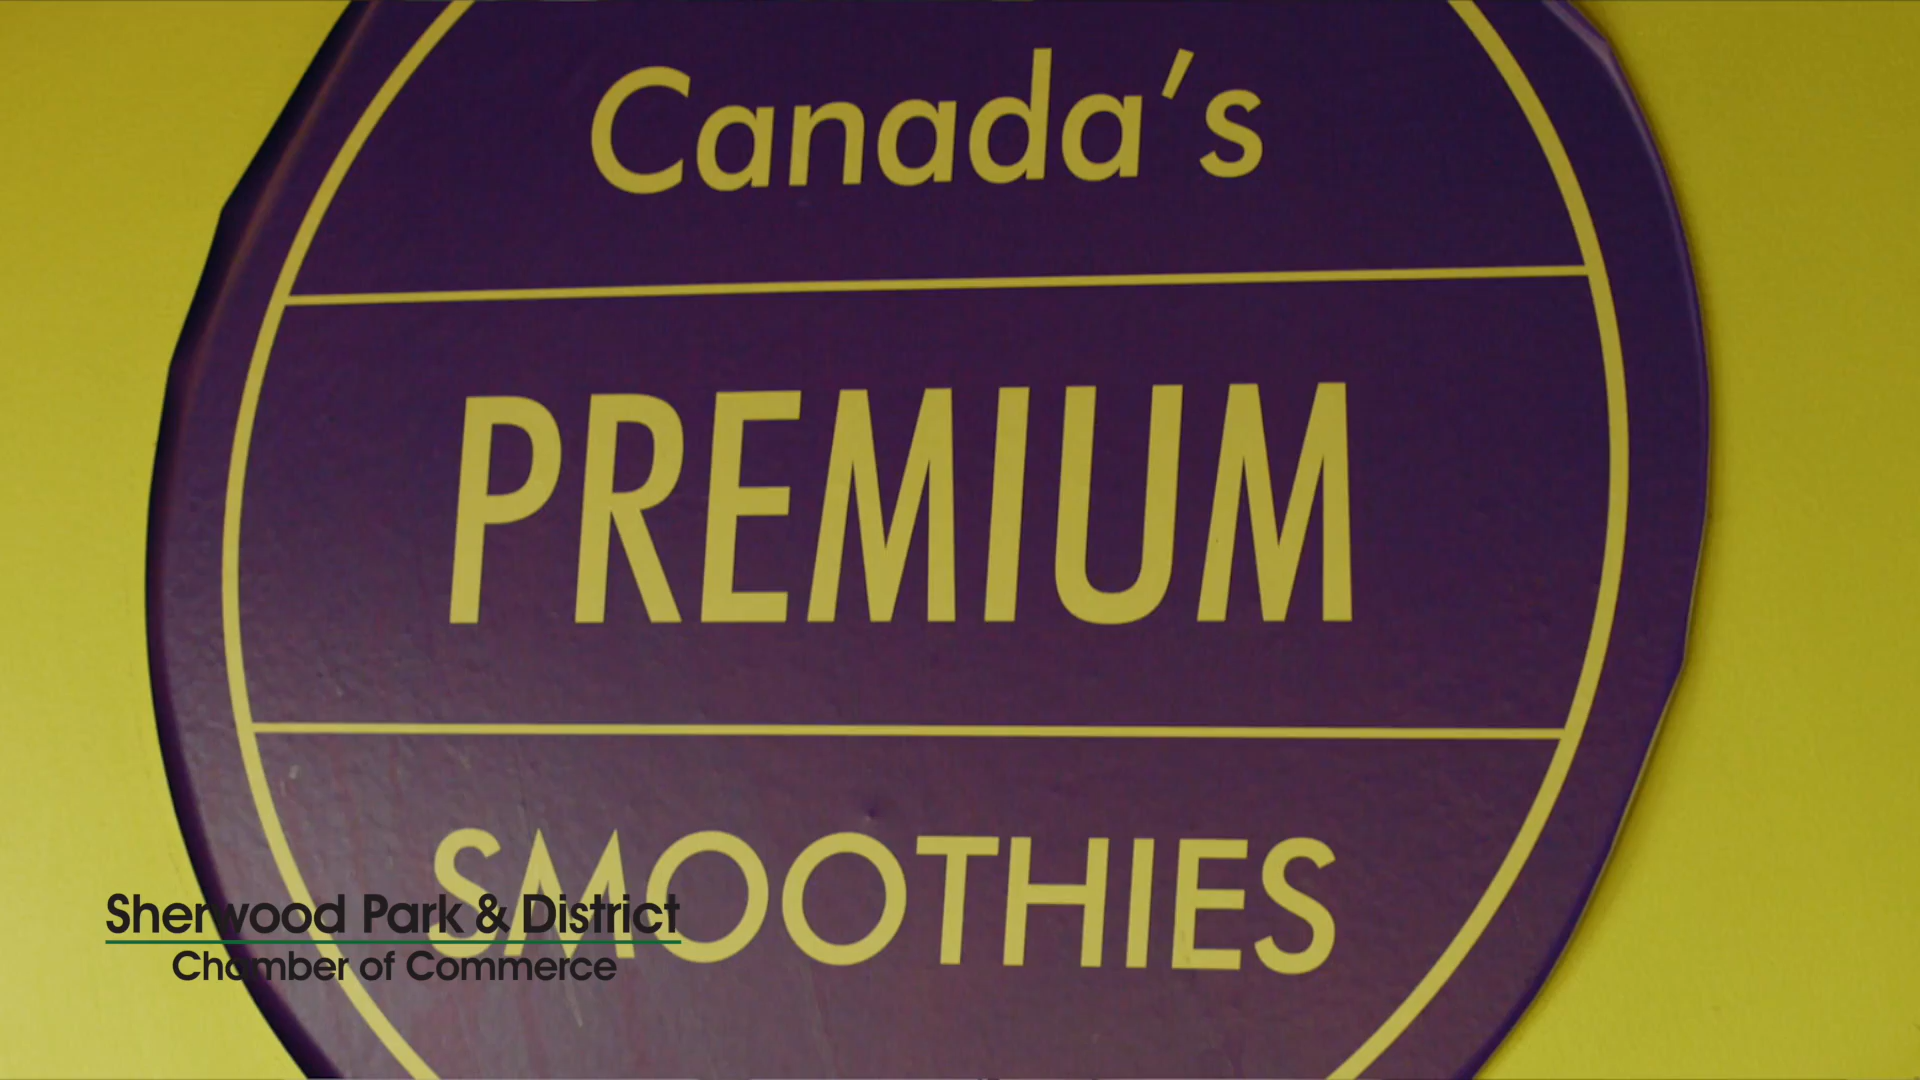 Canada's
PREMIUM
SMOOTHIES
Sherwood Park & District
Chamber of Commerce